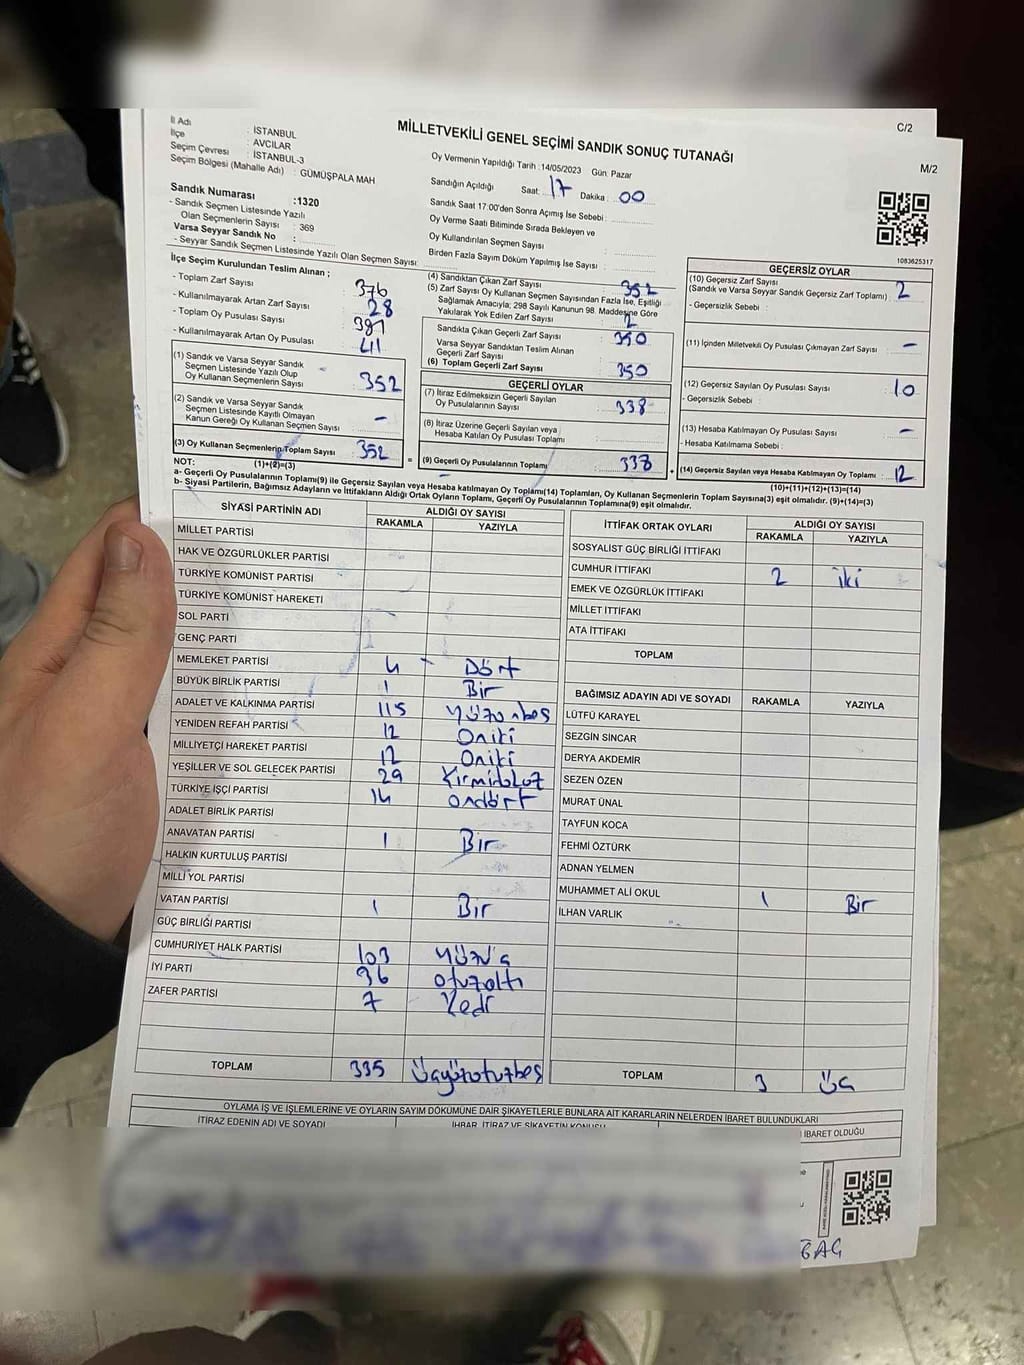 C/2
M/2
MİLLETVEKİLİ GENEL SEÇİMİ SANDIK SONUÇ TUTANAĞI
İl Adı : İSTANBUL
İlçe : AVCILAR
Seçim Çevresi : İSTANBUL-3
Seçim Bölgesi (Mahalle Adı) : GÜMÜŞPALA MAH
Sandık Numarası :1320
- Sandık Seçmen Listesinde Yazılı
Olan Seçmenlerin Sayısı : 369
Varsa Seyyar Sandık No :
- Seyyar Sandık Seçmen Listesinde Yazılı Olan Seçmen Sayısı:
Oy Vermenin Yapıldığı Tarih :14/05/2023 Gün: Pazar
Sandığın Açıldığı Saat: 17 Dakika : 00
Sandık Saat 17:00'den Sonra Açımış İse Sebebi :
Oy Verme Saati Bitiminde Sırada Bekleyen ve
Oy Kullandırılan Seçmen Sayısı :
Birden Fazla Sayım Döküm Yapılmış İse Sayısı :
1083625317
İlçe Seçim Kurulundan Teslim Alınan ;
- Toplam Zarf Sayısı : 376
- Kullanılmayarak Artan Zarf Sayısı : 28
- Toplam Oy Pusulası Sayısı : 391
- Kullanılmayarak Artan Oy Pusulası : 41
(1) Sandık ve Varsa Seyyar Sandık
Seçmen Listesinde Yazılı Olup
Oy Kullanan Seçmenlerin Sayısı : 352
(2) Sandık ve Varsa Seyyar Sandık
Seçmen Listesinde Kayıtlı Olmayan
Kanun Gereği Oy Kullanan Seçmen Sayısı : -
(3) Oy Kullanan Seçmenlerin Toplam Sayısı : 352
(1)+(2)=(3)
(4) Sandıktan Çıkan Zarf Sayısı : 352
(5) Zarf Sayısı Oy Kullanan Seçmen Sayısından Fazla İse, Eşitliği
Sağlamak Amacıyla; 298 Sayılı Kanunun 98. Maddesine Göre
Yakılarak Yok Edilen Zarf Sayısı : 2
Sandıkta Çıkan Geçerli Zarf Sayısı : 350
Varsa Seyyar Sandıktan Teslim Alınan
Geçerli Zarf Sayısı :
(6) Toplam Geçerli Zarf Sayısı : 350
GEÇERLİ OYLAR
(7) İtiraz Edilmeksizin Geçerli Sayılan
Oy Pusulalarının Sayısı : 338
(8) İtiraz Üzerine Geçerli Sayılan veya
Hesaba Katılan Oy Pusulası Toplamı :
= (9) Geçerli Oy Pusulalarının Toplamı : 338 +
GEÇERSİZ OYLAR
(10) Geçersiz Zarf Sayısı
(Sandık ve Varsa Seyyar Sandık Geçersiz Zarf Toplamı) : 2
- Geçersizlik Sebebi :
(11) İçinden Milletvekili Oy Pusulası Çıkmayan Zarf Sayısı : -
(12) Geçersiz Sayılan Oy Pusulası Sayısı : 10
- Geçersizlik Sebebi :
(13) Hesaba Katılmayan Oy Pusulası Sayısı : -
- Hesaba Katılmama Sebebi :
(14) Geçersiz Sayılan veya Hesaba Katılmayan Oy Toplamı : 12
(10)+(11)+(12)+(13)=(14)
NOT:
a- Geçerli Oy Pusulaları Toplamı(9) ile Geçersiz Sayılan veya Hesaba katılmayan Oy Toplamı(14) Toplamları, Oy Kullanan Seçmenlerin Toplam Sayısına(3) eşit olmalıdır. (9)+(14)=(3)
b- Siyasi Partilerin, Bağımsız Adayların ve İttifakların Aldığı Ortak Oyların Toplamı, Geçerli Oy Pusulalarının Toplamına(9) eşit olmalıdır.
SİYASİ PARTİNİN ADI ALDIĞI OY SAYISI
RAKAMLA YAZIYLA
MİLLET PARTİSİ
HAK VE ÖZGÜRLÜKLER PARTİSİ
TÜRKİYE KOMÜNİST PARTİSİ
TÜRKİYE KOMÜNİST HAREKETİ
SOL PARTİ
GENÇ PARTİ
MEMLEKET PARTİSİ 4 Dört
BÜYÜK BİRLİK PARTİSİ 1 Bir
ADALET VE KALKINMA PARTİSİ 115 Yüzonbeş
YENİDEN REFAH PARTİSİ 12 Oniki
MİLLİYETÇİ HAREKET PARTİSİ 12 Oniki
YEŞİLLER VE SOL GELECEK PARTİSİ 29
TÜRKİYE İŞÇİ PARTİSİ 14 Ondört
ADALET BİRLİK PARTİSİ
ANAVATAN PARTİSİ 1 Bir
HALKIN KURTULUŞ PARTİSİ
MİLLİ YOL PARTİSİ
VATAN PARTİSİ 1 Bir
GÜÇ BİRLİĞİ PARTİSİ
CUMHURİYET HALK PARTİSİ 103
İYİ PARTİ 36 Otuzaltı
ZAFER PARTİSİ 7 Yedi
TOPLAM 335 Üçyüzotuzbeş
İTTİFAK ORTAK OYLARI ALDIĞI OY SAYISI
RAKAMLA YAZIYLA
SOSYALİST GÜÇ BİRLİĞİ İTTİFAKI
CUMHUR İTTİFAKI 2 iki
EMEK VE ÖZGÜRLÜK İTTİFAKI
MİLLET İTTİFAKI
ATA İTTİFAKI
TOPLAM
BAĞIMSIZ ADAYIN ADI VE SOYADI RAKAMLA YAZIYLA
LÜTFÜ KARAYEL
SEZGİN SİNCAR
DERYA AKDEMİR
SEZEN ÖZEN
MURAT ÜNAL
TAYFUN KOCA
FEHMİ ÖZTÜRK
ADNAN YELMEN
MUHAMMET ALİ OKUL 1 Bir
İLHAN VARLIK
TOPLAM 3 Üç
OYLAMA İŞ VE İŞLEMLERİNE VE OYLARIN SAYIM DÖKÜMÜNE DAİR ŞİKAYETLERLE BUNLARA AİT KARARLARIN NELERDEN İBARET BULUNDUKLARI
İTİRAZ EDENİN ADI VE SOYADI İHBAR, İTİRAZ VE ŞİKAYETİN KONUSU İBARET OLDUĞU